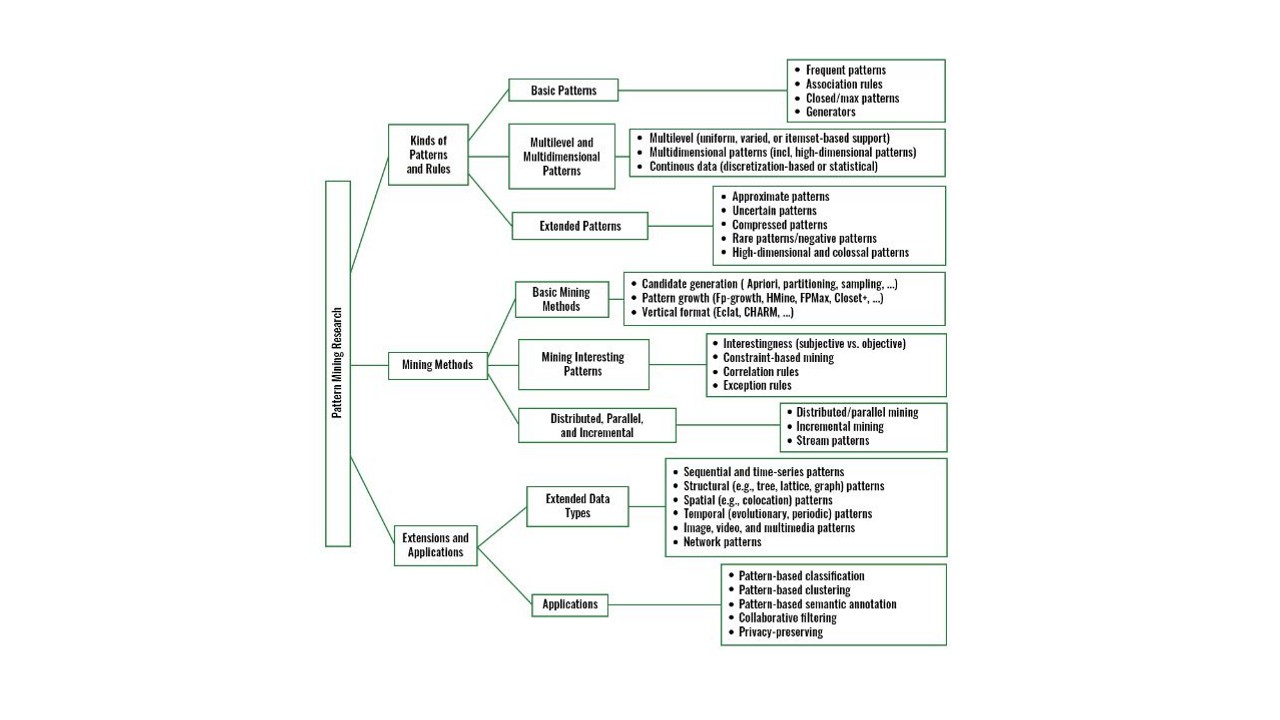 Pattern Mining Research
Kinds of
Patterns
and Rules
Basic Patterns
• Frequent patterns
• Association rules
• Closed/max patterns
• Generators
Multilevel and
Multidimensional
Patterns
• Multilevel (uniform, varied, or itemset-based support)
• Multidimensional patterns (incl, high-dimensional patterns)
• Continous data (discretization-based or statistical)
Extended Patterns
• Approximate patterns
• Uncertain patterns
• Compressed patterns
• Rare patterns/negative patterns
• High-dimensional and colossal patterns
Mining Methods
Basic Mining
Methods
• Candidate generation ( Apriori, partitioning, sampling, ...)
• Pattern growth (Fp-growth, HMine, FPMax, Closet+, ...)
• Vertical format (Eclat, CHARM, ...)
Mining Interesting
Patterns
• Interestingness (subjective vs. objective)
• Constraint-based mining
• Correlation rules
• Exception rules
Distributed, Parallel,
and Incremental
• Distributed/parallel mining
• Incremental mining
• Stream patterns
Extensions and
Applications
Extended Data
Types
• Sequential and time-series patterns
• Structural (e.g., tree, lattice, graph) patterns
• Spatial (e.g., colocation) patterns
• Temporal (evolutionary, periodic) patterns
• Image, video, and multimedia patterns
• Network patterns
Applications
• Pattern-based classification
• Pattern-based clustering
• Pattern-based semantic annotation
• Collaborative filtering
• Privacy-preserving